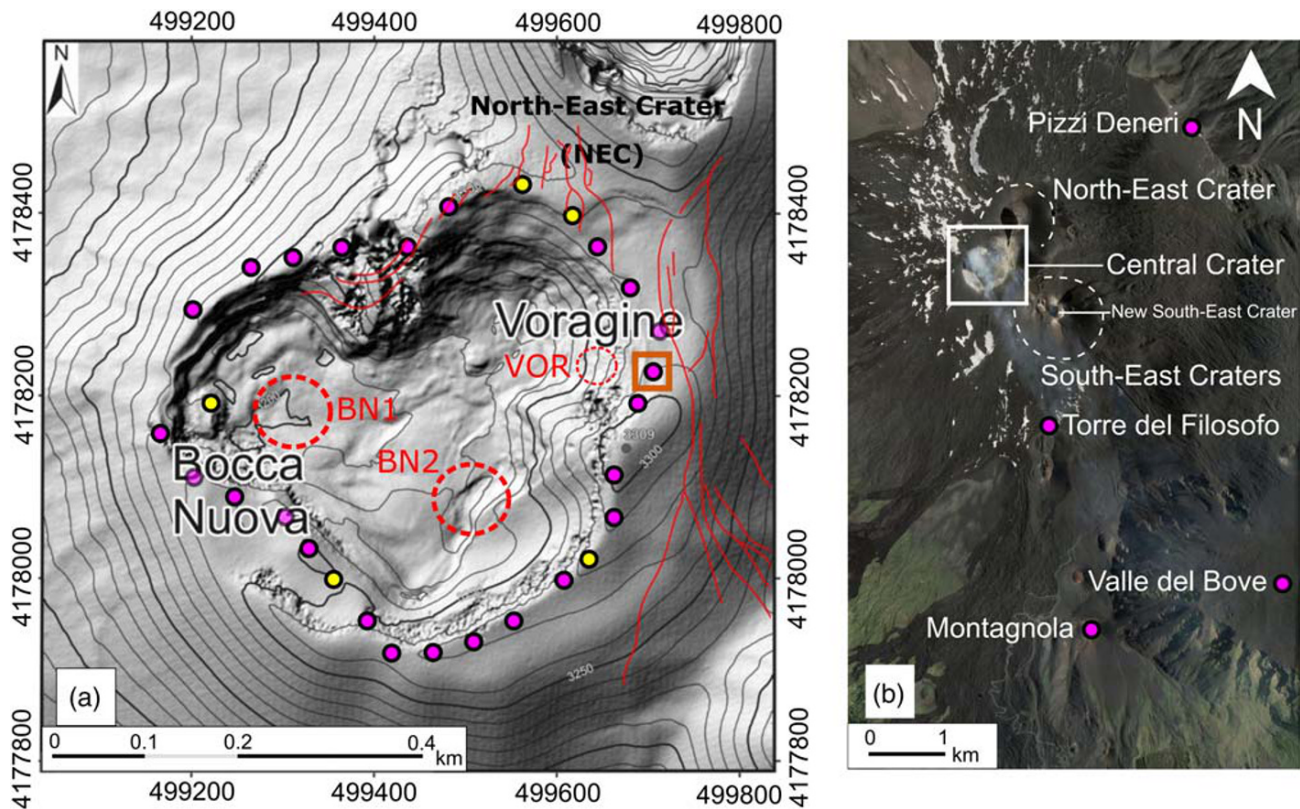 499200 499400 499600 499800
N
North-East Crater
(NEC)
4178400
4178200
4178000
4177800
Voragine
VOR
BN1
BN2
Bocca
Nuova
3309
3300
3250
(a)
0 0.1 0.2 0.4
km
4178400
4178200
4178000
4177800
499200 499400 499600 499800
N
Pizzi Deneri
North-East Crater
Central Crater
New South-East Crater
South-East Craters
Torre del Filosofo
Valle del Bove
Montagnola
(b)
0 1
km